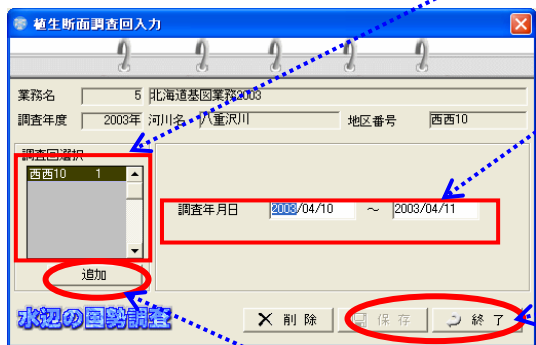 植生断面調査回入力
業務名 5 北海道基図業務2003
調査年度 2003年 河川名 八重沢川 地区番号 西西10
調査回選択
西西10 1
調査年月日 2003/04/10 ～ 2003/04/11
追加
水辺の国勢調査
削除 保存 終了